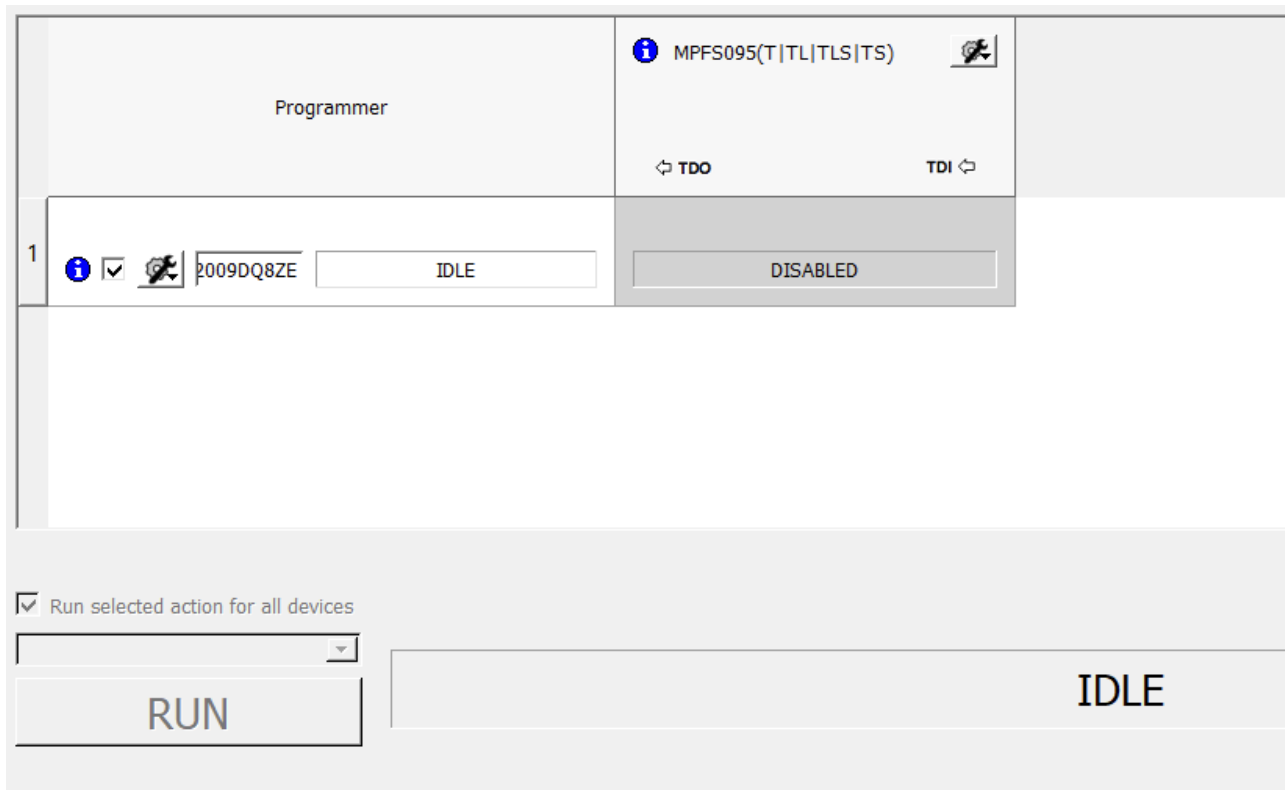 MPFS095(T|TL|TLS|TS)
Programmer
TDO TDI
1
2009DQ8ZE IDLE DISABLED
Run selected action for all devices
IDLE
RUN